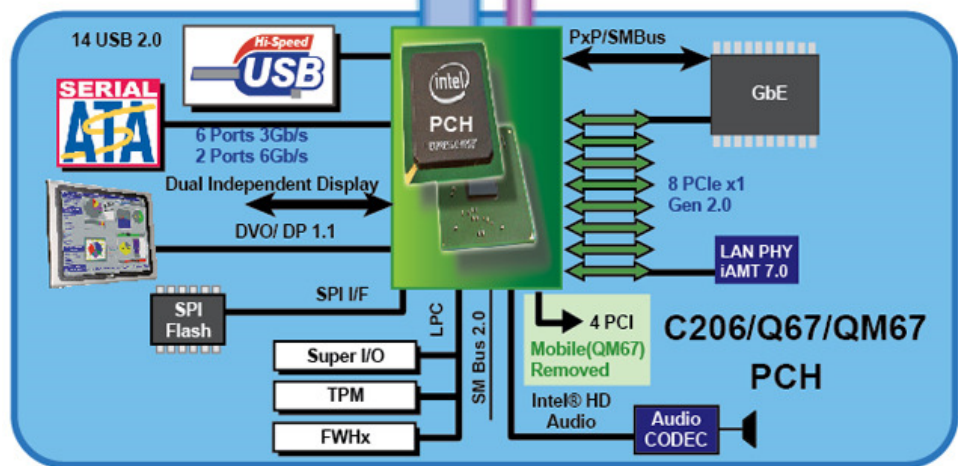 14 USB 2.0
Hi-Speed
USB
PxP/SMBus
SERIAL
ATA
intel
PCH
GbE
6 Ports 3Gb/s
2 Ports 6Gb/s
Dual Independent Display
8 PCIe x1
Gen 2.0
DVO/ DP 1.1
LAN PHY
iAMT 7.0
SPI I/F
SPI
Flash
LPC
SM Bus 2.0
4 PCI
Mobile(QM67)
Removed
C206/Q67/QM67
PCH
Super I/O
TPM
FWHx
Intel® HD
Audio
Audio
CODEC